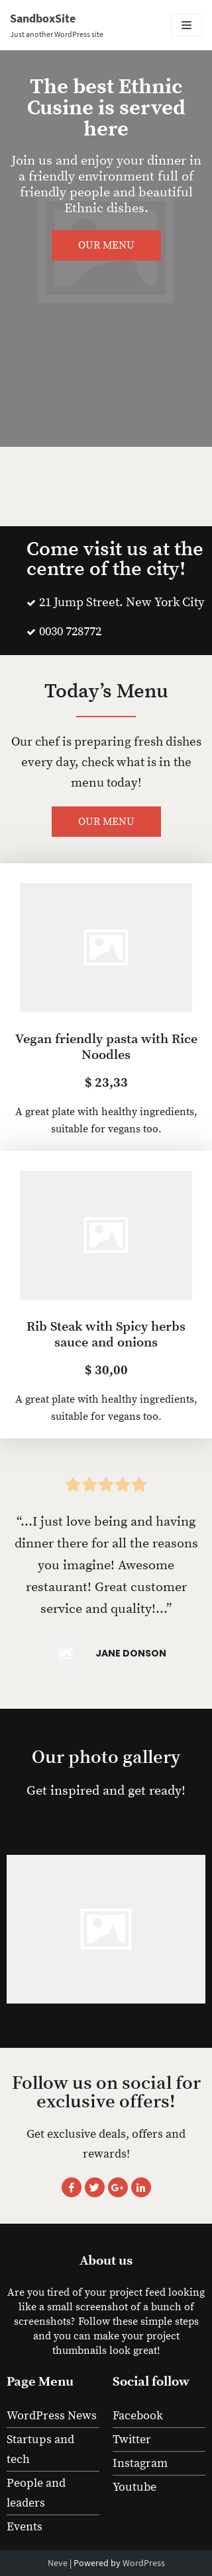 SandboxSite
Just another WordPress site
The best Ethnic
Cusine is served
here
Join us and enjoy your dinner in
a friendly environment full of
friendly people and beautiful
Ethnic dishes.
OUR MENU
Come visit us at the
centre of the city!
21 Jump Street. New York City
0030 728772
Today’s Menu
Our chef is preparing fresh dishes
every day, check what is in the
menu today!
OUR MENU
Vegan friendly pasta with Rice
Noodles
$ 23,33
A great plate with healthy ingredients,
suitable for vegans too.
Rib Steak with Spicy herbs
sauce and onions
$ 30,00
A great plate with healthy ingredients,
suitable for vegans too.
“…I just love being and having
dinner there for all the reasons
you imagine! Awesome
restaurant! Great customer
service and quality!…”
JANE DONSON
Our photo gallery
Get inspired and get ready!
Follow us on social for
exclusive offers!
Get exclusive deals, offers and
rewards!
About us
Are you tired of your project feed looking
like a small screenshot of a bunch of
screenshots? Follow these simple steps
and you can make your project
thumbnails look great!
Page Menu
WordPress News
Startups and
tech
People and
leaders
Events
Social follow
Facebook
Twitter
Instagram
Youtube
Neve | Powered by WordPress